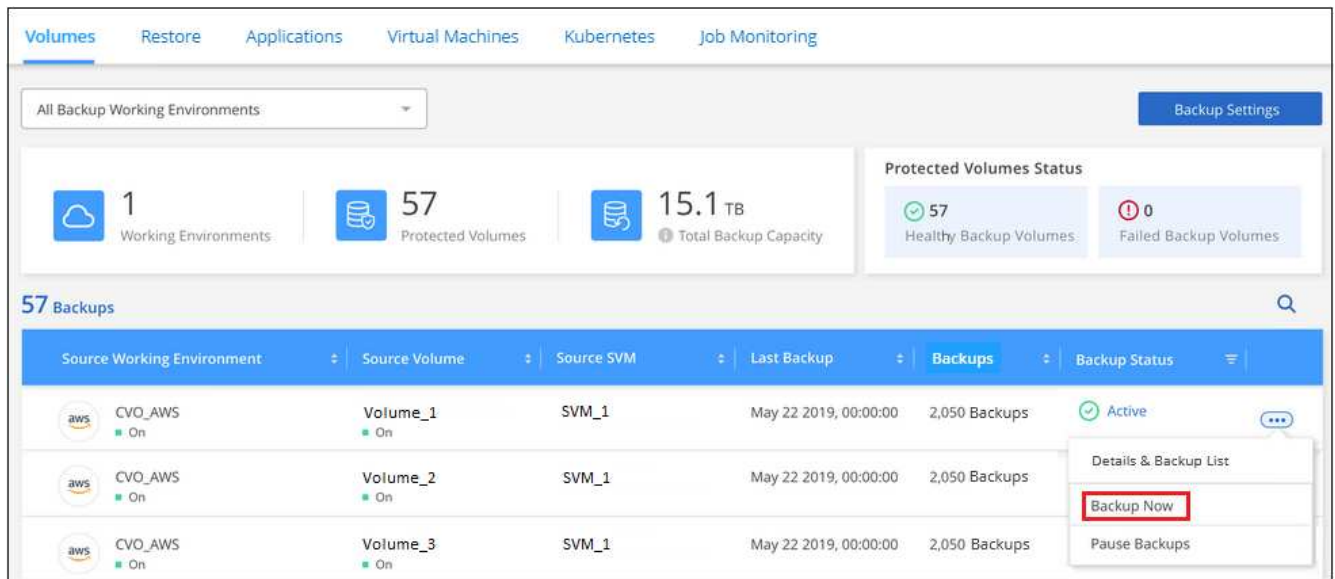 Volumes Restore Applications Virtual Machines Kubernetes Job Monitoring
All Backup Working Environments
Backup Settings
1
Working Environments
57
Protected Volumes
15.1 TB
Total Backup Capacity
Protected Volumes Status
57
Healthy Backup Volumes
0
Failed Backup Volumes
57 Backups
Source Working Environment Source Volume Source SVM Last Backup Backups Backup Status
aws CVO_AWS Volume_1 SVM_1 May 22 2019, 00:00:00 2,050 Backups Active
On On
aws CVO_AWS Volume_2 SVM_1 May 22 2019, 00:00:00 2,050 Backups
On On
aws CVO_AWS Volume_3 SVM_1 May 22 2019, 00:00:00 2,050 Backups
On On
Details & Backup List
Backup Now
Pause Backups